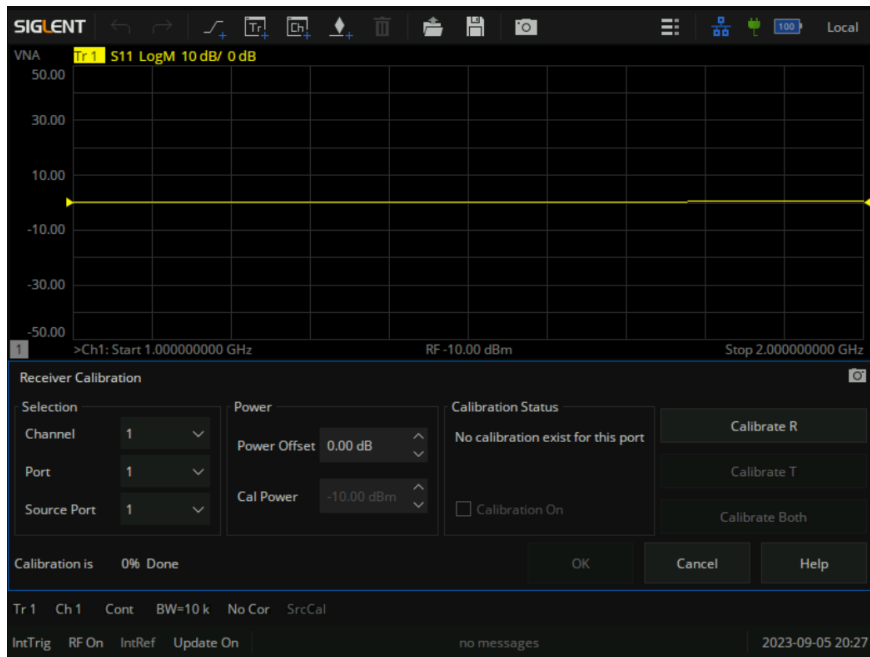 SIGLENT Tr Ch 100 Local
VNA Tr 1 S11 LogM 10 dB/ 0 dB
50.00
30.00
10.00
-10.00
-30.00
-50.00
1 >Ch1: Start 1.000000000 GHz RF -10.00 dBm Stop 2.000000000 GHz
Receiver Calibration
Selection Power Calibration Status
Channel 1 Calibrate R
Power Offset 0.00 dB No calibration exist for this port
Port 1 Calibrate T
Cal Power -10.00 dBm
Source Port 1 Calibration On Calibrate Both
Calibration is 0% Done OK Cancel Help
Tr 1 Ch 1 Cont BW=10 k No Cor SrcCal
IntTrig RF On IntRef Update On no messages 2023-09-05 20:27